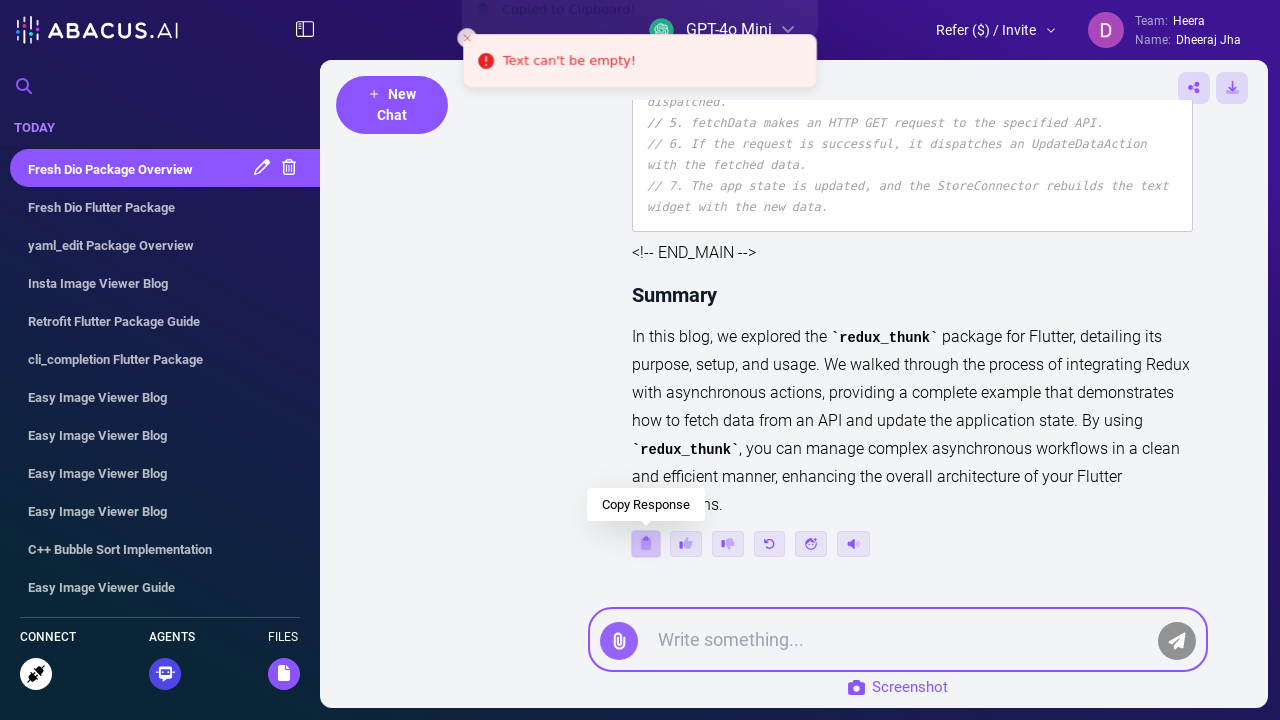 ABACUS.AI
Copied to Clipboard!
GPT-4o Mini
Refer ($) / Invite
D
Team: Heera
Name: Dheeraj Jha
Text can't be empty!
+ New
Chat
TODAY
Fresh Dio Package Overview
Fresh Dio Flutter Package
yaml_edit Package Overview
Insta Image Viewer Blog
Retrofit Flutter Package Guide
cli_completion Flutter Package
Easy Image Viewer Blog
Easy Image Viewer Blog
Easy Image Viewer Blog
Easy Image Viewer Blog
C++ Bubble Sort Implementation
Easy Image Viewer Guide
CONNECT
AGENTS
FILES
dispatched.
// 5. fetchData makes an HTTP GET request to the specified API.
// 6. If the request is successful, it dispatches an UpdateDataAction
with the fetched data.
// 7. The app state is updated, and the StoreConnector rebuilds the text
widget with the new data.
<!-- END_MAIN -->
Summary
In this blog, we explored the `redux_thunk` package for Flutter, detailing its
purpose, setup, and usage. We walked through the process of integrating Redux
with asynchronous actions, providing a complete example that demonstrates
how to fetch data from an API and update the application state. By using
`redux_thunk`, you can manage complex asynchronous workflows in a clean
and efficient manner, enhancing the overall architecture of your Flutter
ns.
Copy Response
Write something...
Screenshot